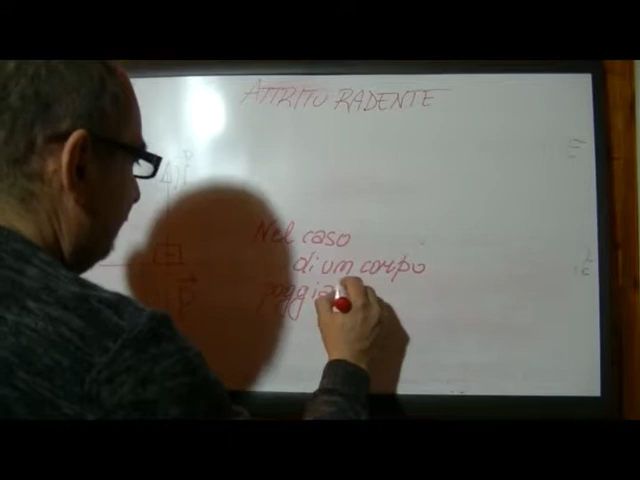 ATTRITO RADENTE
Nel caso
di un corpo
poggia
P